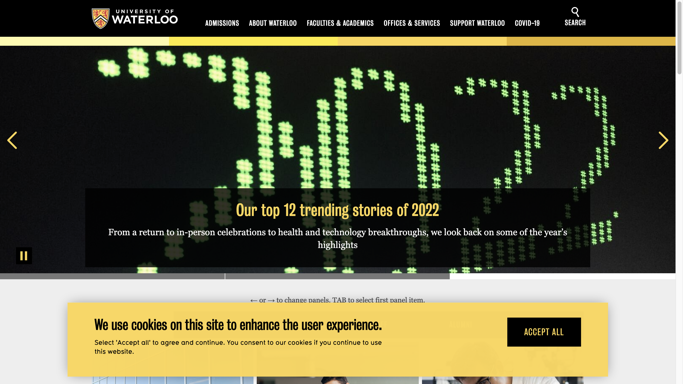 UNIVERSITY OF
WATERLOO
ADMISSIONS ABOUT WATERLOO FACULTIES & ACADEMICS OFFICES & SERVICES SUPPORT WATERLOO COVID-19 SEARCH
2022
Our top 12 trending stories of 2022
From a return to in-person celebrations to health and technology breakthroughs, we look back on some of the year's
highlights
← or → to change panels. TAB to select first panel item.
We use cookies on this site to enhance the user experience.
Select 'Accept all' to agree and continue. You consent to our cookies if you continue to
this website.
ACCEPT ALL